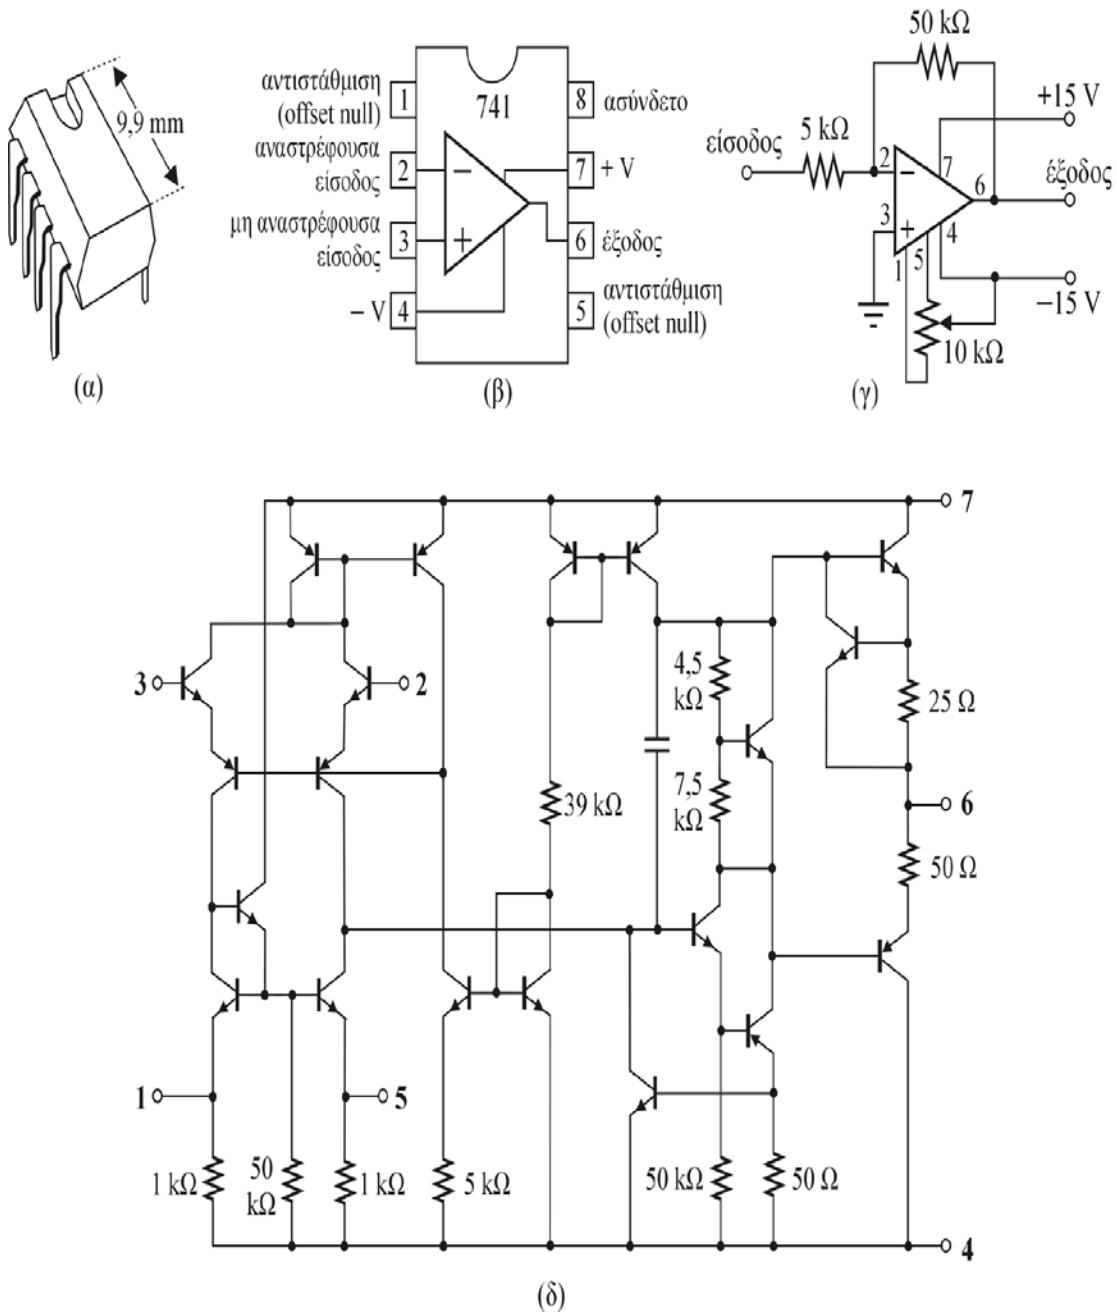 9,9 mm
(α)
αντιστάθμιση
(offset null)
1
αναστρέφουσα
είσοδος
2
μη αναστρέφουσα
είσοδος
3
– V
4
741
8
ασύνδετο
7
+ V
6
έξοδος
5
αντιστάθμιση
(offset null)
(β)
50 kΩ
+15 V
είσοδος
5 kΩ
2
−
7
6
έξοδος
3
+
4
1
5
−15 V
10 kΩ
(γ)
7
3
2
4,5
kΩ
25 Ω
39 kΩ
7,5
kΩ
6
50 Ω
1
5
1 kΩ
50
kΩ
1 kΩ
5 kΩ
50 kΩ
50 Ω
4
(δ)